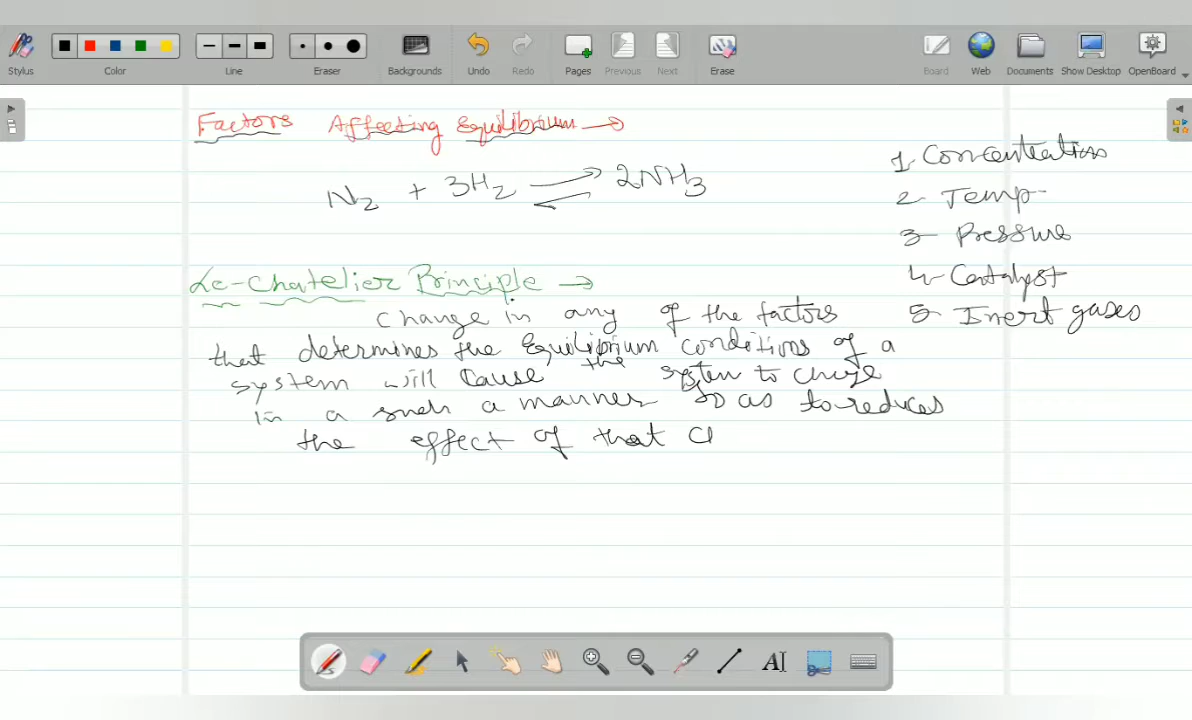 Stylus
Color
Line
Eraser
Backgrounds
Undo
Redo
Pages
Previous
Next
Erase
Board
Web
Documents
Show Desktop
OpenBoard
Factors Affecting Equilibrium →
N2 + 3H2 ⇌ 2NH3
1. Concentration
2- Temp-
3- Pressure
4- Catalyst
5- Inert gases
Le-Chatelier Principle →
change in any of the factors
that determines the Equilibrium conditions of a
system will cause the system to change
in a such a manner so as to reduces
the effect of that
AI